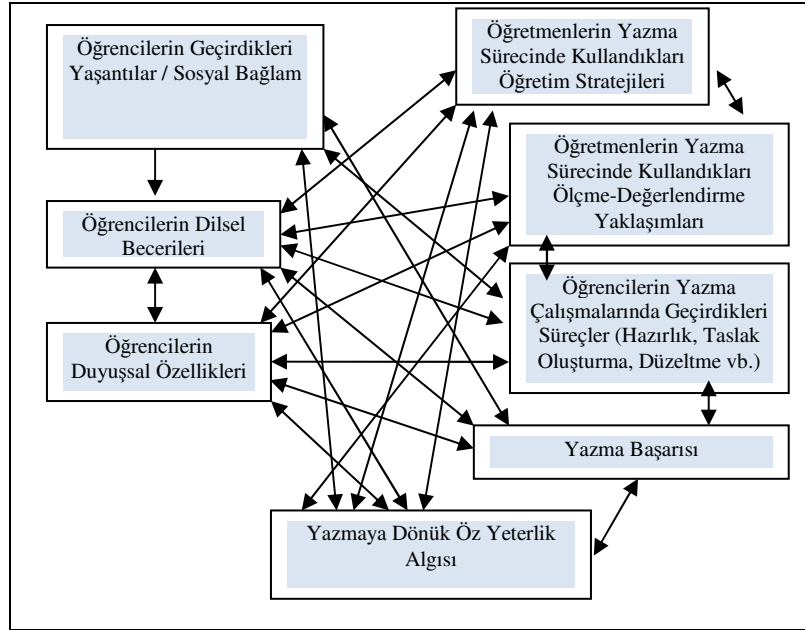 Öğrencilerin Geçirdikleri
Yaşantılar / Sosyal Bağlam
Öğretmenlerin Yazma
Sürecinde Kullandıkları
Öğretim Stratejileri
Öğretmenlerin Yazma
Sürecinde Kullandıkları
Ölçme-Değerlendirme
Yaklaşımları
Öğrencilerin Dilsel
Becerileri
Öğrencilerin Yazma
Çalışmalarında Geçirdikleri
Süreçler (Hazırlık, Taslak
Oluşturma, Düzeltme vb.)
Öğrencilerin
Duyuşsal Özellikleri
Yazma Başarısı
Yazmaya Dönük Öz Yeterlik
Algısı